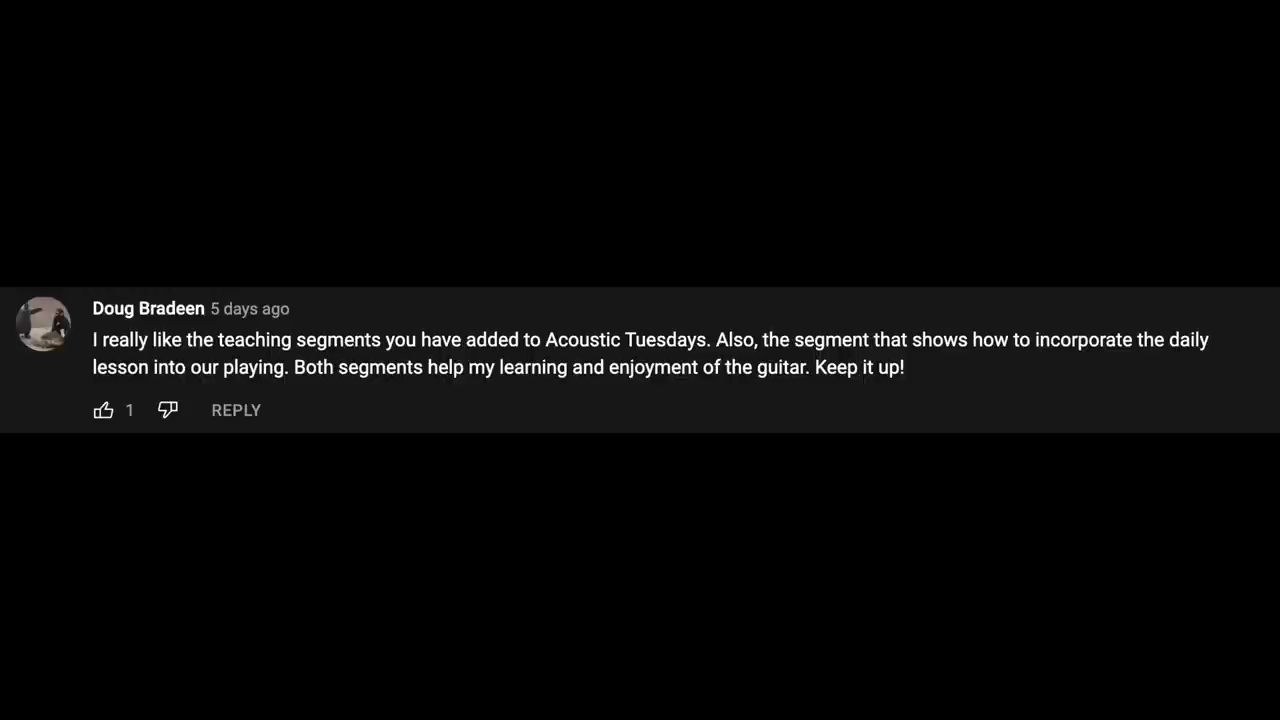 Doug Bradeen 5 days ago
I really like the teaching segments you have added to Acoustic Tuesdays. Also, the segment that shows how to incorporate the daily
lesson into our playing. Both segments help my learning and enjoyment of the guitar. Keep it up!
1 REPLY